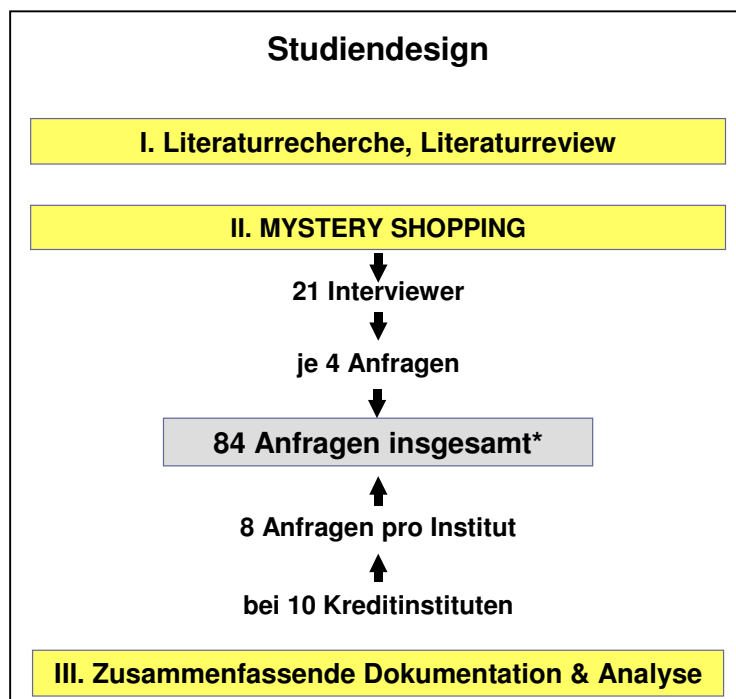 Studiendesign
I. Literaturrecherche, Literaturreview
II. MYSTERY SHOPPING
21 Interviewer
je 4 Anfragen
84 Anfragen insgesamt*
8 Anfragen pro Institut
bei 10 Kreditinstituten
III. Zusammenfassende Dokumentation & Analyse